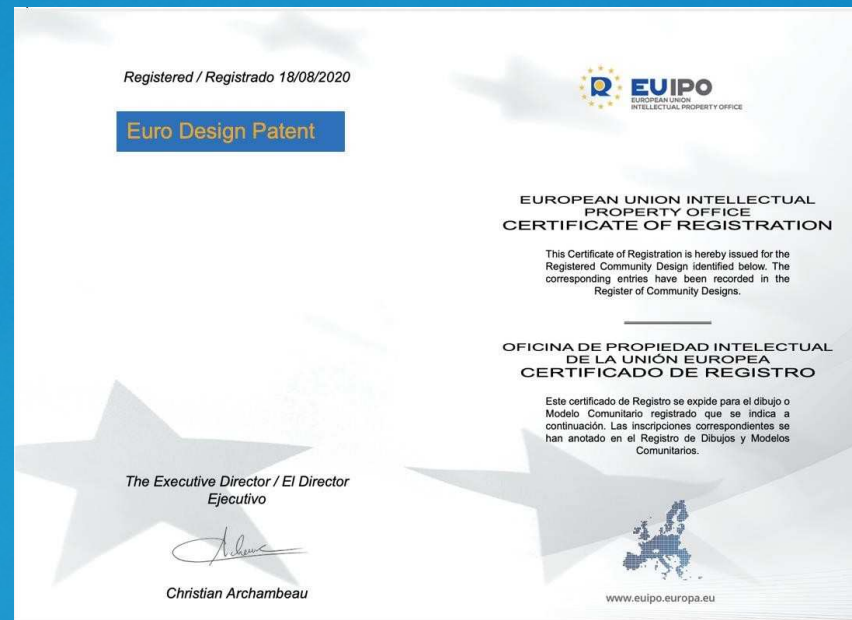 Registered / Registrado 18/08/2020
Euro Design Patent
The Executive Director / El Director
Ejecutivo
Christian Archambeau
EUIPO
EUROPEAN UNION
INTELLECTUAL PROPERTY OFFICE
EUROPEAN UNION INTELLECTUAL
PROPERTY OFFICE
CERTIFICATE OF REGISTRATION
This Certificate of Registration is hereby issued for the
Registered Community Design identified below. The
corresponding entries have been recorded in the
Register of Community Designs.
OFICINA DE PROPIEDAD INTELECTUAL
DE LA UNIÓN EUROPEA
CERTIFICADO DE REGISTRO
Este certificado de Registro se expide para el dibujo o
Modelo Comunitario registrado que se indica a
continuación. Las inscripciones correspondientes se
han anotado en el Registro de Dibujos y Modelos
Comunitarios.
www.euipo.europa.eu